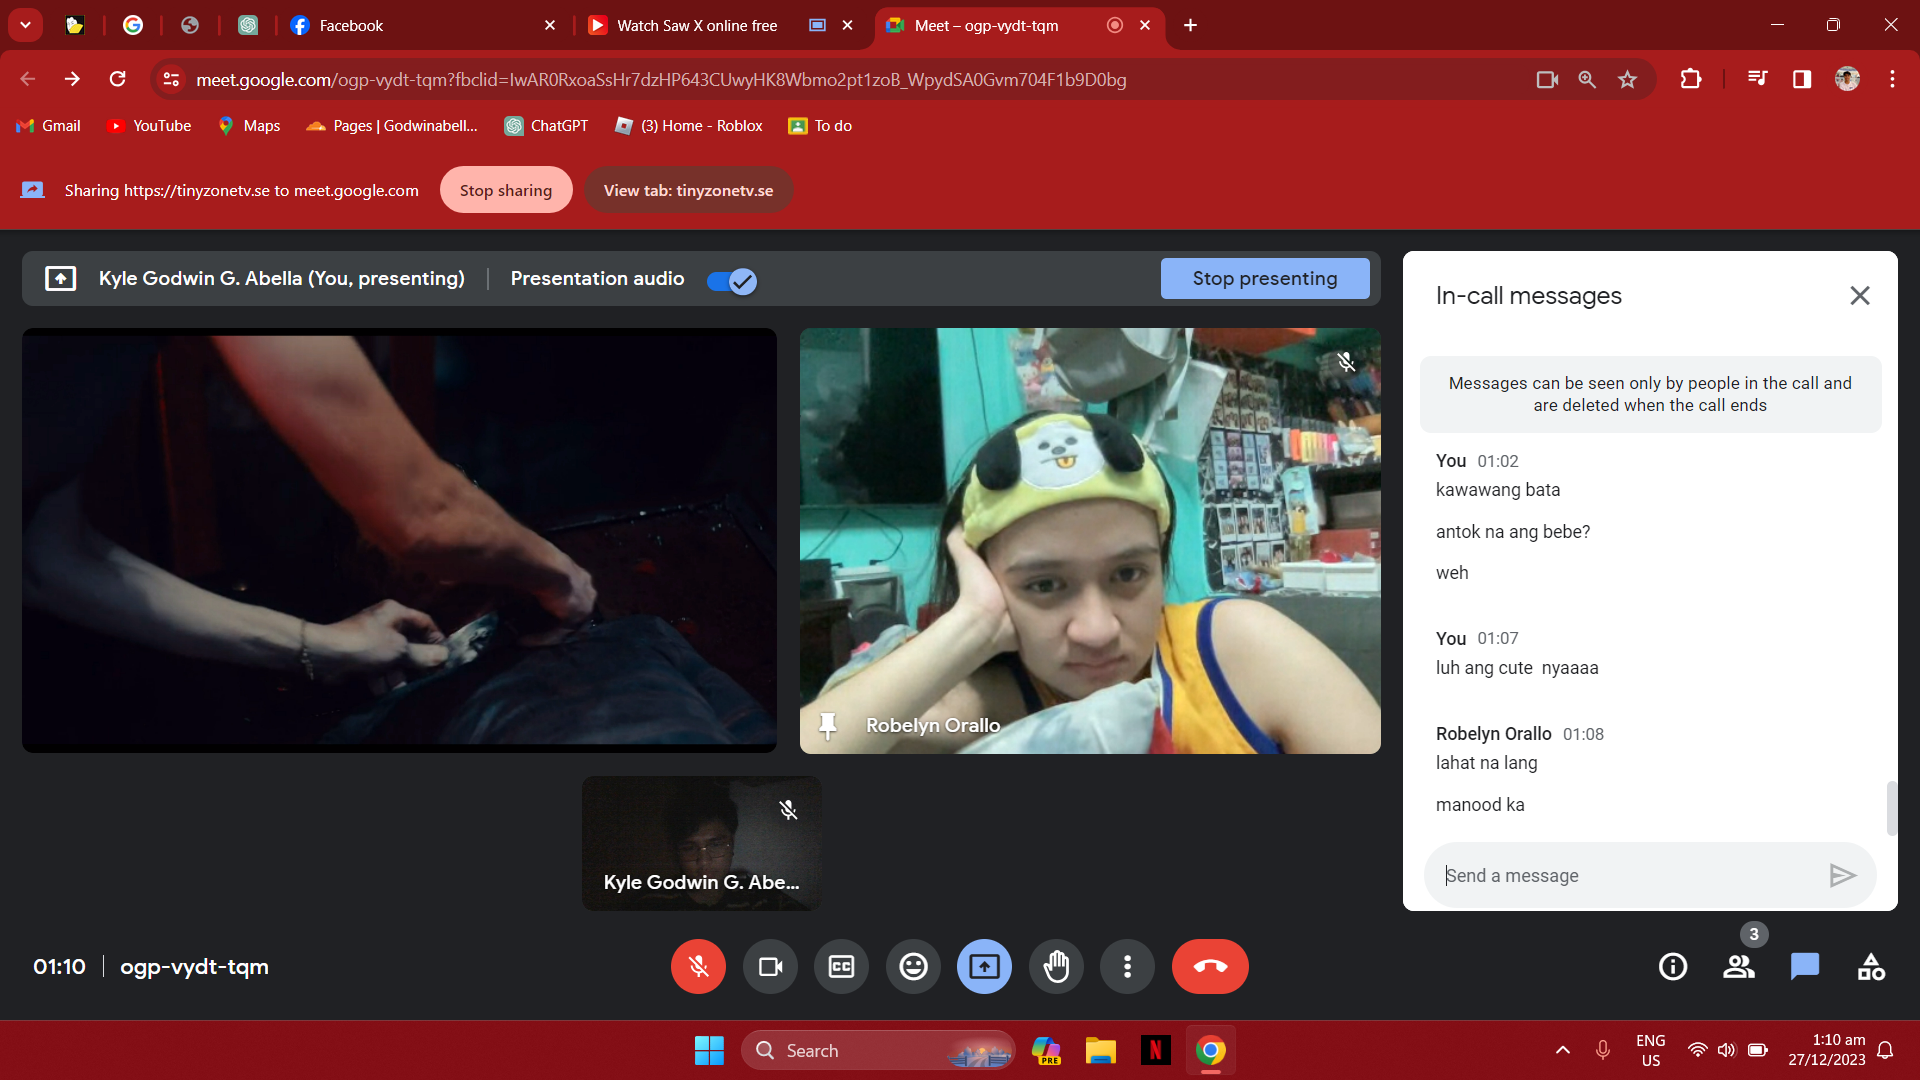 Facebook
Watch Saw X online free
Meet – ogp-vydt-tqm
meet.google.com/ogp-vydt-tqm?fbclid=IwAR0RxoaSsHr7dzHP643CUwyHK8Wbmo2pt1zoB_WpydSA0Gvm704F1b9D0bg
Gmail
YouTube
Maps
Pages | Godwinabell...
ChatGPT
(3) Home - Roblox
To do
Sharing https://tinyzonetv.se to meet.google.com
Stop sharing
View tab: tinyzonetv.se
Kyle Godwin G. Abella (You, presenting)
Presentation audio
Stop presenting
Robelyn Orallo
Kyle Godwin G. Abe...
In-call messages
Messages can be seen only by people in the call and
are deleted when the call ends
You 01:02
kawawang bata
antok na ang bebe?
weh
You 01:07
luh ang cute  nyaaaa
Robelyn Orallo 01:08
lahat na lang
manood ka
Send a message
01:10
ogp-vydt-tqm
CC
3
Search
PRE
N
ENG
US
1:10 am
27/12/2023